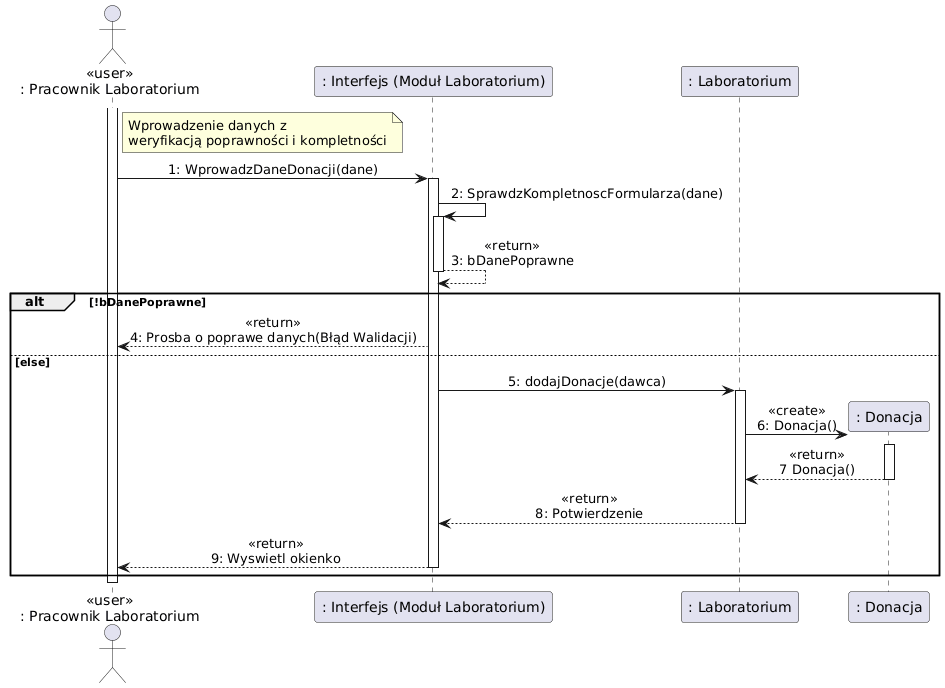 «user»
: Pracownik Laboratorium
: Interfejs (Moduł Laboratorium)
: Laboratorium
Wprowadzenie danych z
weryfikacją poprawności i kompletności
1: WprowadzDaneDonacji(dane)
2: SprawdzKompletnoscFormularza(dane)
«return»
3: bDanePoprawne
alt
[!bDanePoprawne]
«return»
4: Prosba o poprawe danych(Błąd Walidacji)
[else]
5: dodajDonacje(dawca)
«create»
6: Donacja()
: Donacja
«return»
7 Donacja()
«return»
8: Potwierdzenie
«return»
9: Wyswietl okienko
«user»
: Pracownik Laboratorium
: Interfejs (Moduł Laboratorium)
: Laboratorium
: Donacja